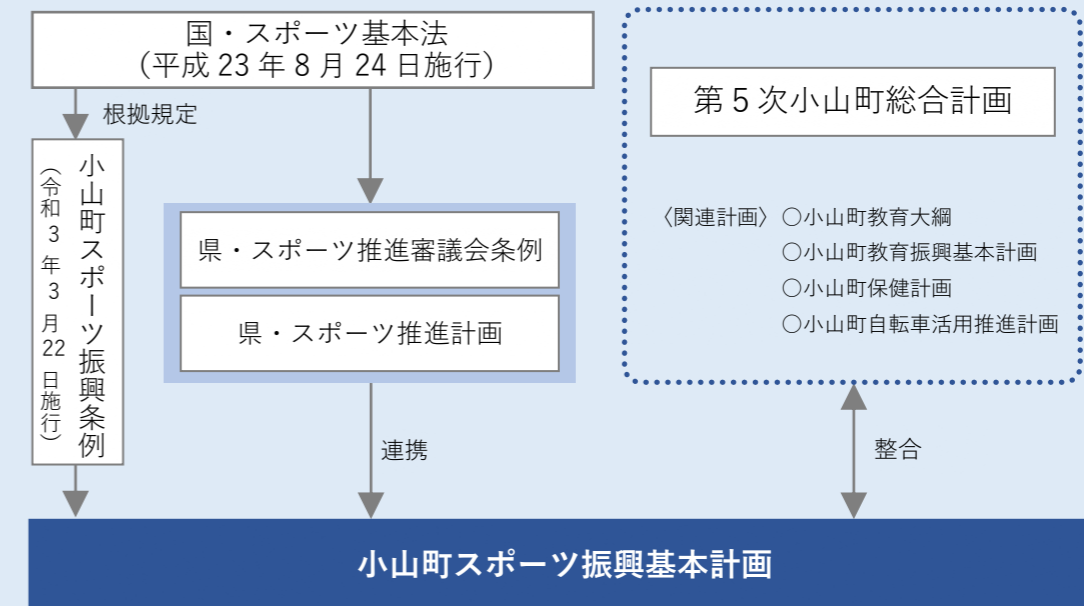 国・スポーツ基本法
（平成 23 年 8 月 24 日施行）
根拠規定
小山町スポーツ振興条例
（令和 3 年 3 月 22 日施行）
県・スポーツ推進審議会条例
県・スポーツ推進計画
連携
第 5 次小山町総合計画
〈関連計画〉○小山町教育大綱
○小山町教育振興基本計画
○小山町保健計画
○小山町自転車活用推進計画
整合
小山町スポーツ振興基本計画